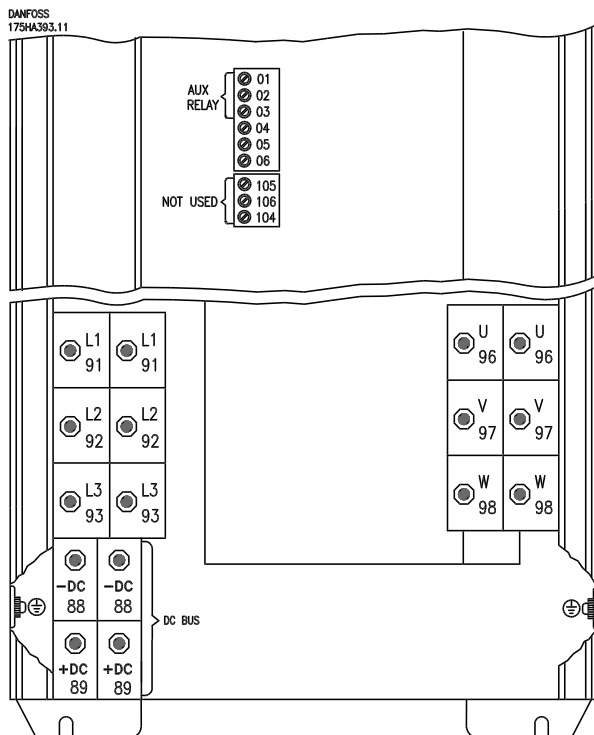 DANFOSS
175HA393.11
AUX
RELAY
01
02
03
04
05
06
NOT USED
105
106
104
L1
91
L1
91
U
96
U
96
L2
92
L2
92
V
97
V
97
L3
93
L3
93
W
98
W
98
−DC
88
−DC
88
DC BUS
+DC
89
+DC
89